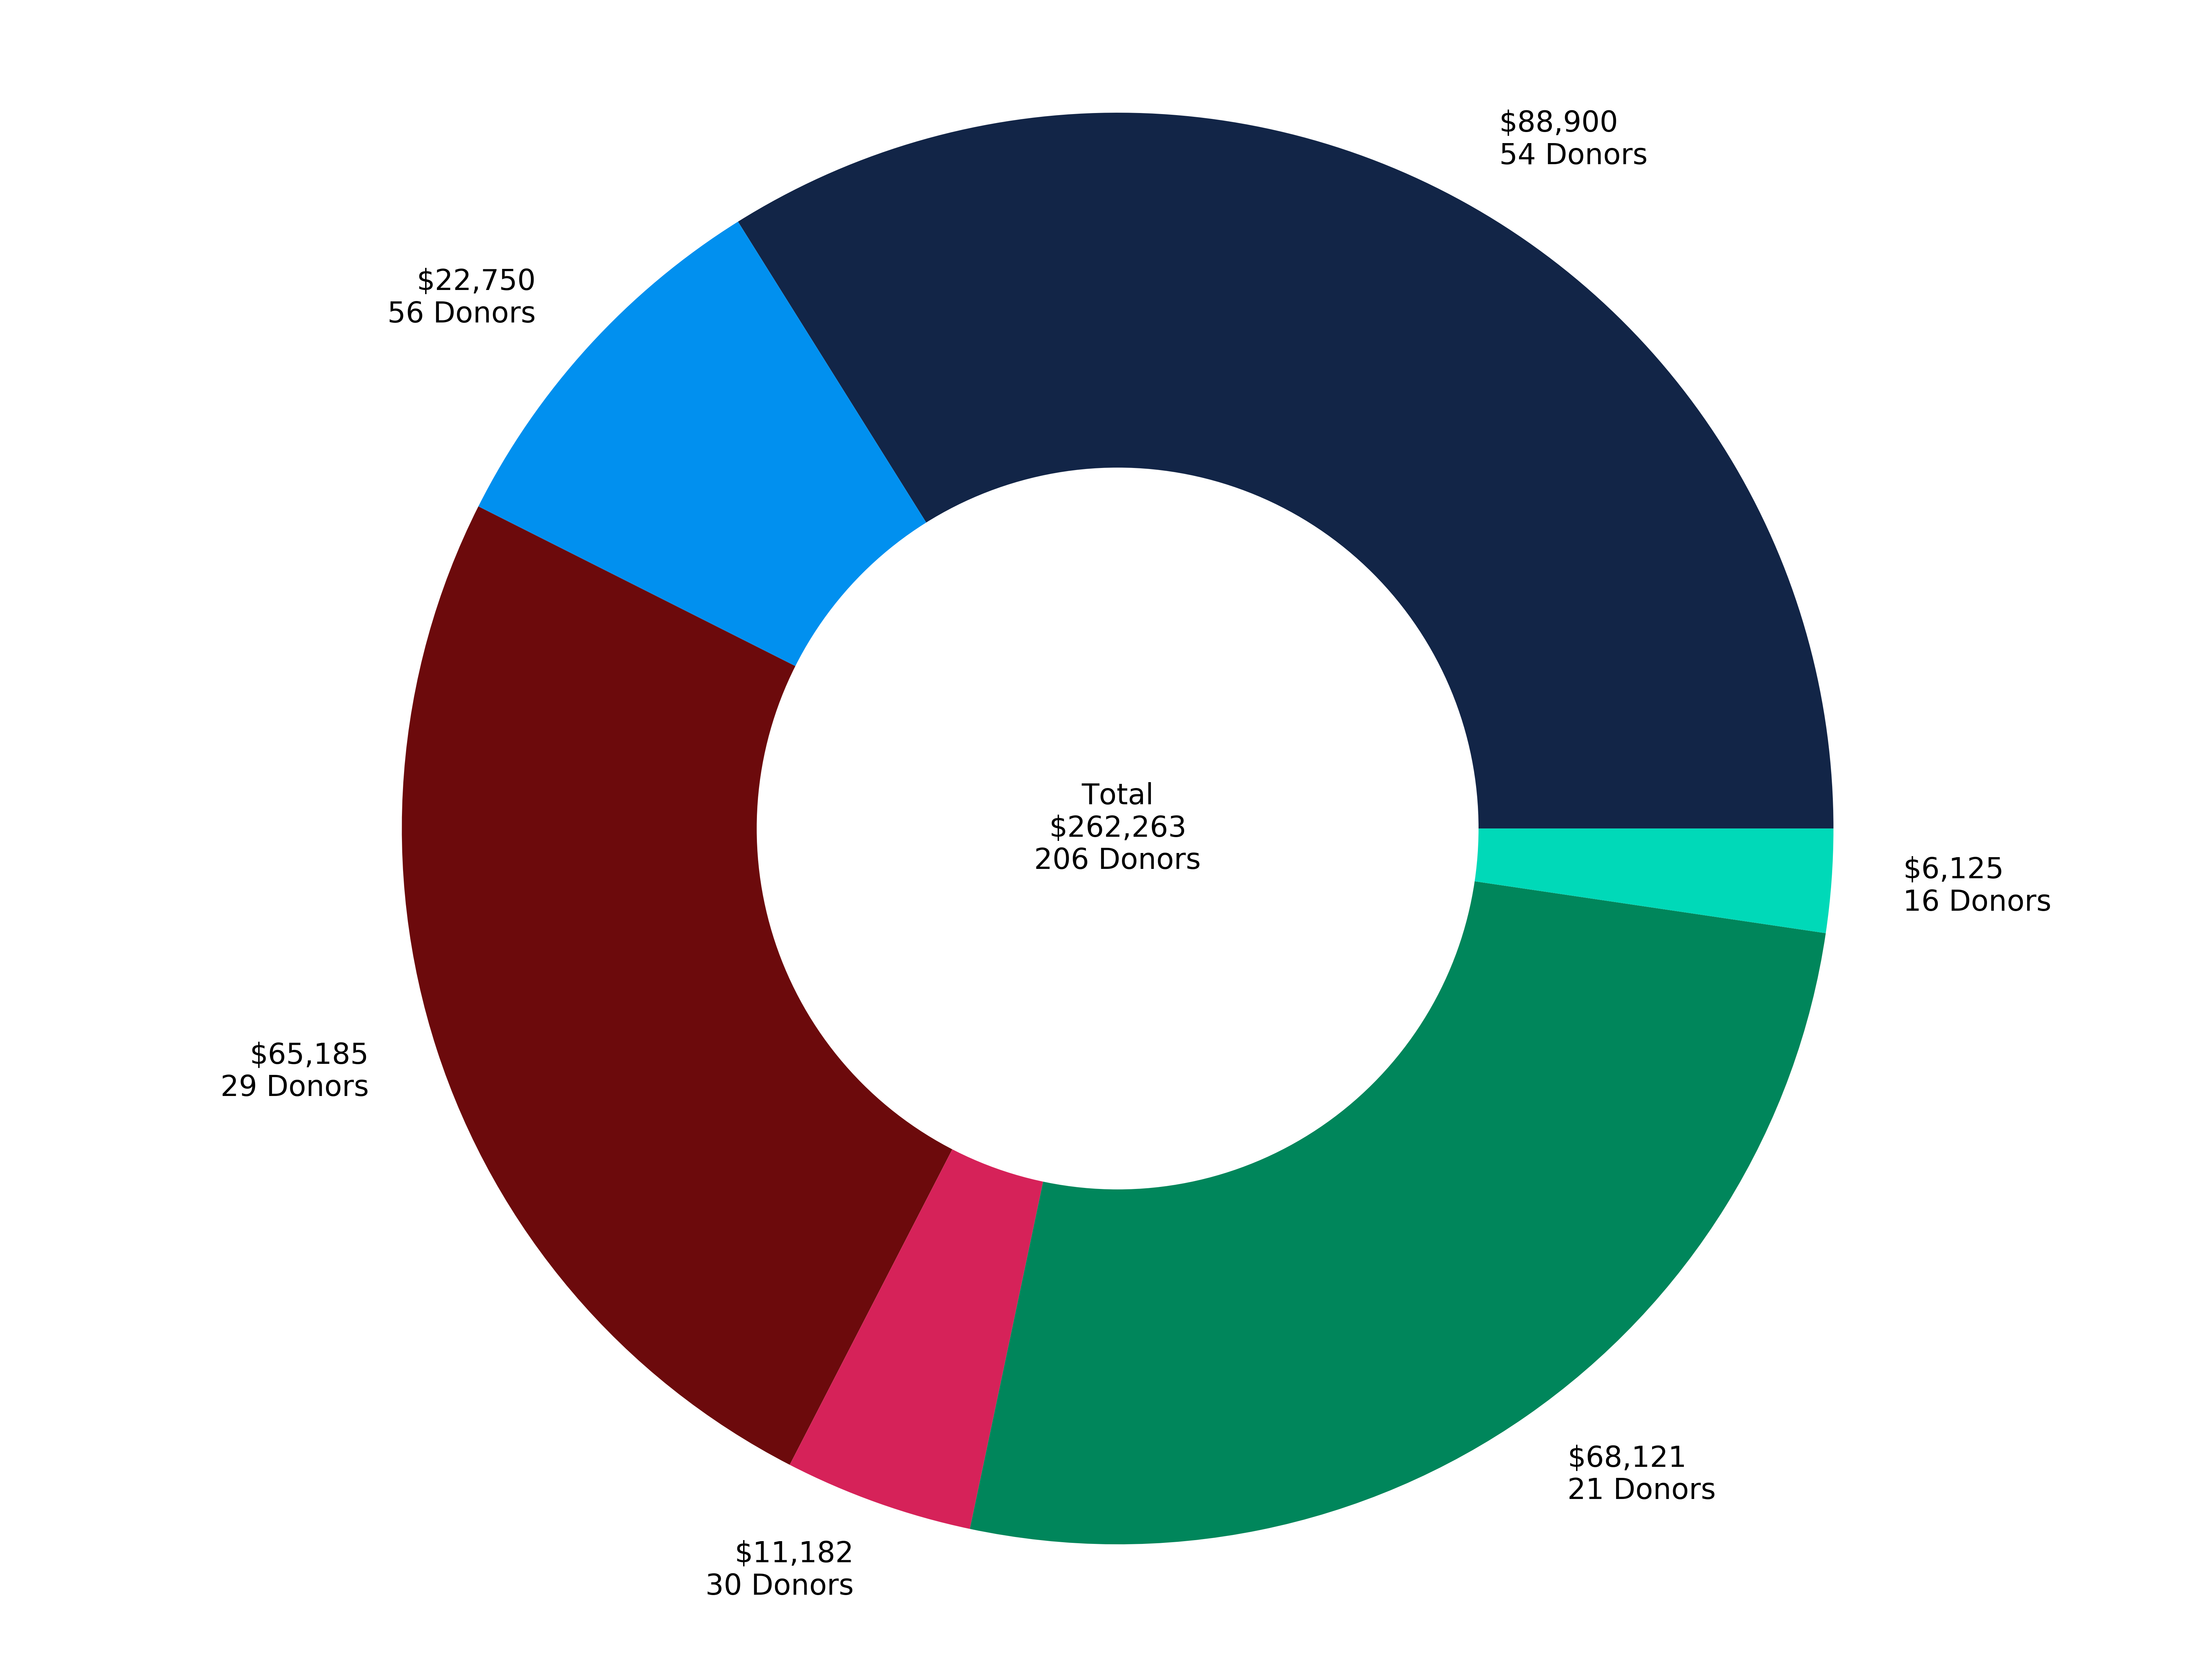 $88,900
54 Donors
$22,750
56 Donors
Total
$262,263
206 Donors
$6,125
16 Donors
$65,185
29 Donors
$68,121
21 Donors
$11,182
30 Donors